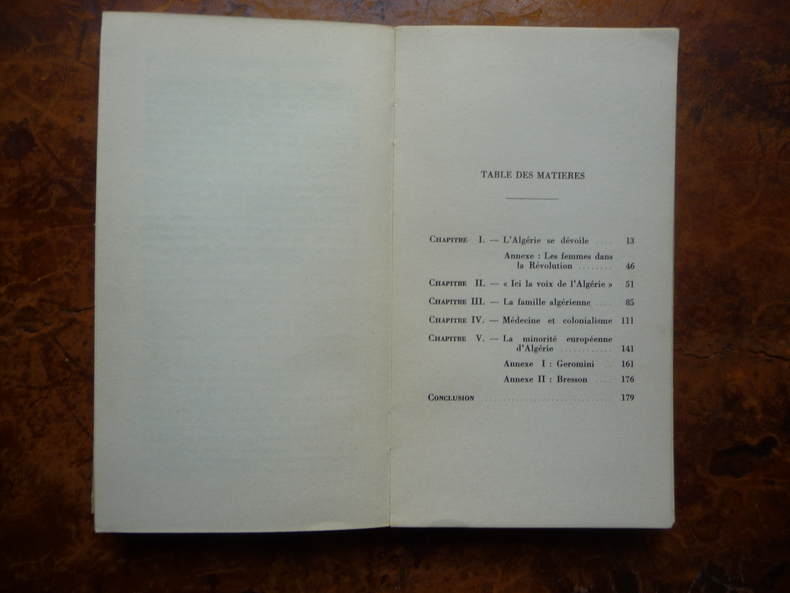 TABLE DES MATIERES
CHAPITRE I. — L'Algérie se dévoile .... 13
Annexe : Les femmes dans
la Révolution ........ 46
CHAPITRE II. — « Ici la voix de l'Algérie » 51
CHAPITRE III. — La famille algérienne .... 85
CHAPITRE IV. — Médecine et colonialisme 111
CHAPITRE V. — La minorité européenne
d'Algérie ............ 141
Annexe I : Geromini .. 161
Annexe II : Bresson .... 176
CONCLUSION ................................ 179